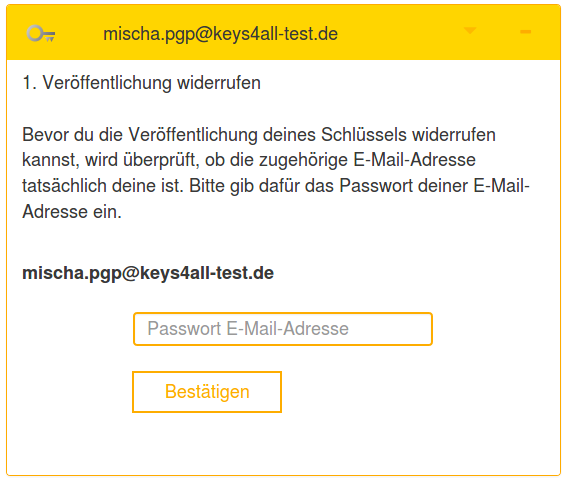 mischa.pgp@keys4all-test.de
1. Veröffentlichung widerrufen
Bevor du die Veröffentlichung deines Schlüssels widerrufen
kannst, wird überprüft, ob die zugehörige E-Mail-Adresse
tatsächlich deine ist. Bitte gib dafür das Passwort deiner E-Mail-
Adresse ein.
mischa.pgp@keys4all-test.de
Passwort E-Mail-Adresse
Bestätigen